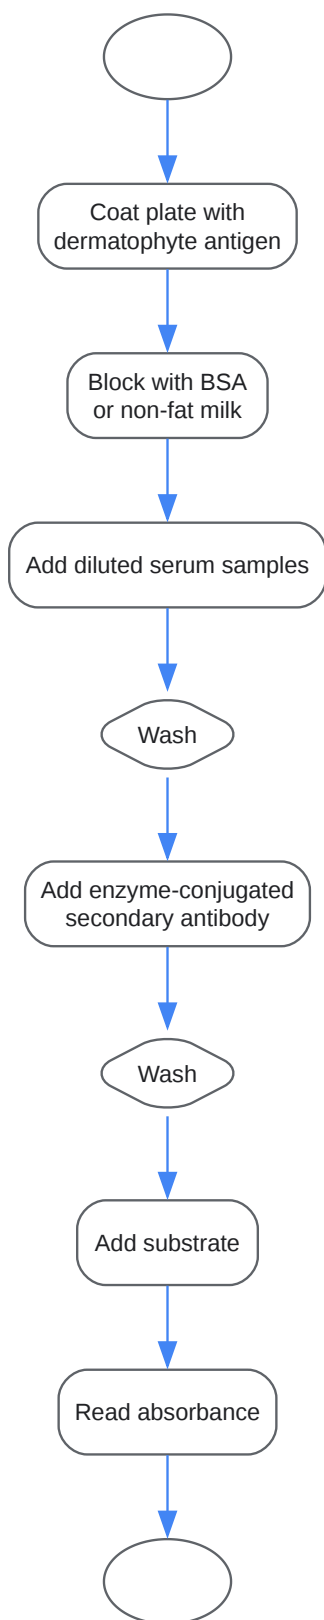 Coat plate with
dermatophyte antigen
Block with BSA
or non-fat milk
Add diluted serum samples
Wash
Add enzyme-conjugated
secondary antibody
Wash
Add substrate
Read absorbance